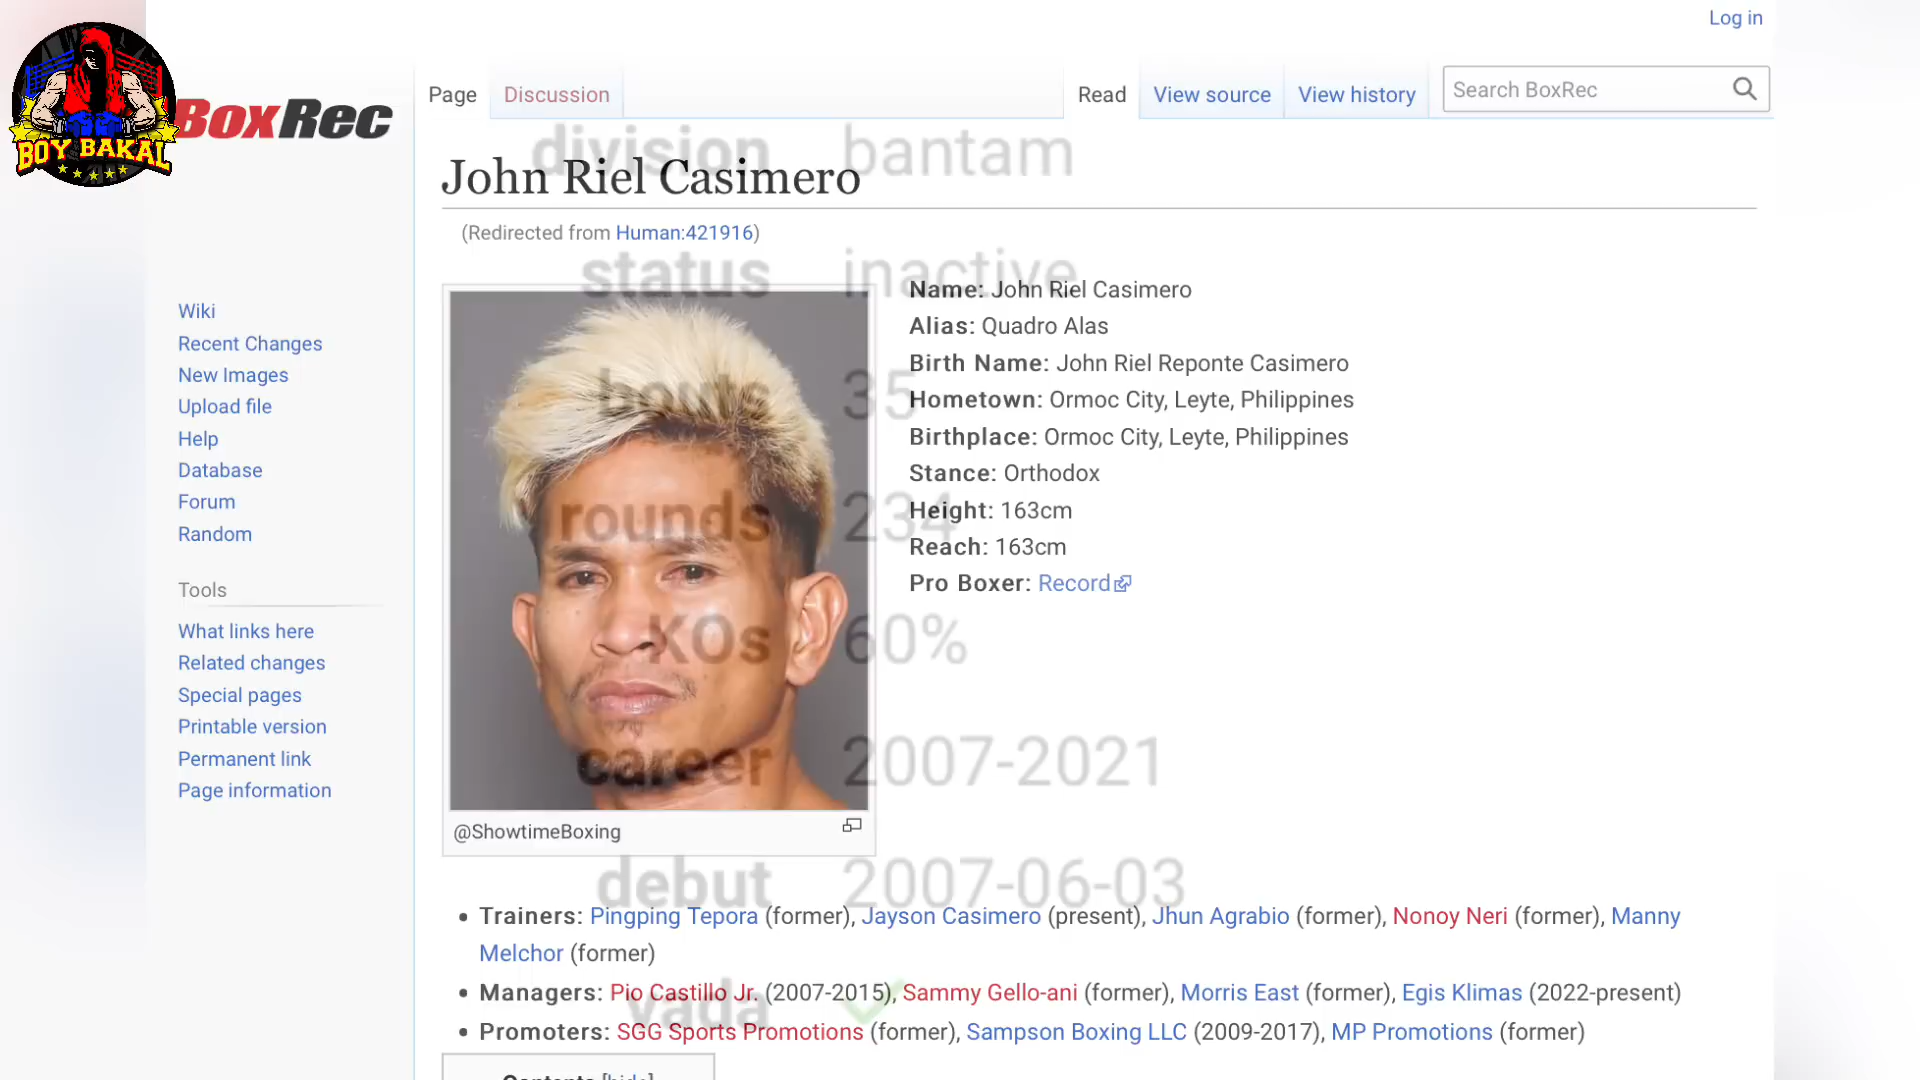 Log in
BOY BAKAL
BoxRec
Page
Discussion
Read
View source
View history
Search BoxRec
division bantam
John Riel Casimero
(Redirected from Human:421916)
status inactive
Name: John Riel Casimero
Alias: Quadro Alas
Birth Name: John Riel Reponte Casimero
bouts 35
Hometown: Ormoc City, Leyte, Philippines
Birthplace: Ormoc City, Leyte, Philippines
Stance: Orthodox
rounds 234
Height: 163cm
Reach: 163cm
Pro Boxer: Record
KOs 60%
career 2007-2021
@ShowtimeBoxing
debut 2007-06-03
Wiki
Recent Changes
New Images
Upload file
Help
Database
Forum
Random
Tools
What links here
Related changes
Special pages
Printable version
Permanent link
Page information
Trainers: Pingping Tepora (former), Jayson Casimero (present), Jhun Agrabio (former), Nonoy Neri (former), Manny
Melchor (former)
Managers: Pio Castillo Jr. (2007-2015), Sammy Gello-ani (former), Morris East (former), Egis Klimas (2022-present)
vada
Promoters: SGG Sports Promotions (former), Sampson Boxing LLC (2009-2017), MP Promotions (former)
Contents [hide]